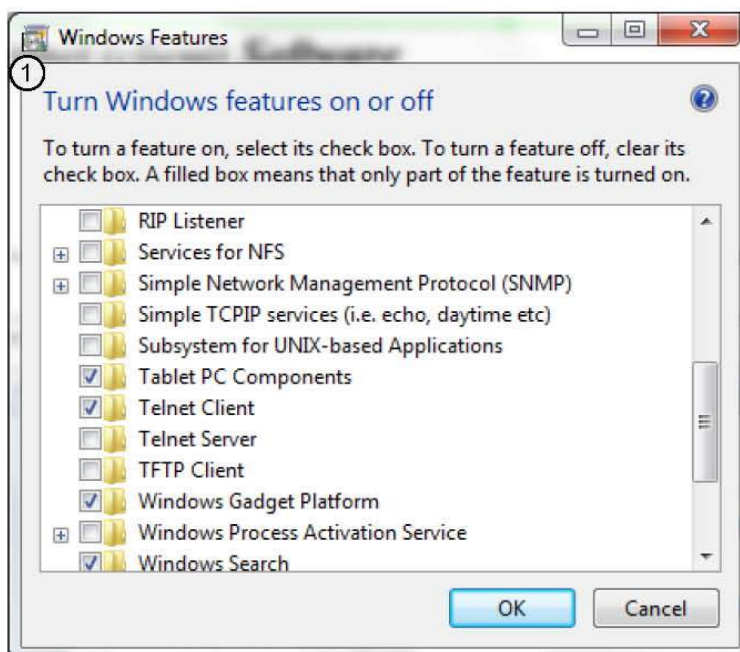 Windows Features
1
Turn Windows features on or off
To turn a feature on, select its check box. To turn a feature off, clear its
check box. A filled box means that only part of the feature is turned on.
RIP Listener
Services for NFS
Simple Network Management Protocol (SNMP)
Simple TCPIP services (i.e. echo, daytime etc)
Subsystem for UNIX-based Applications
Tablet PC Components
Telnet Client
Telnet Server
TFTP Client
Windows Gadget Platform
Windows Process Activation Service
Windows Search
OK Cancel